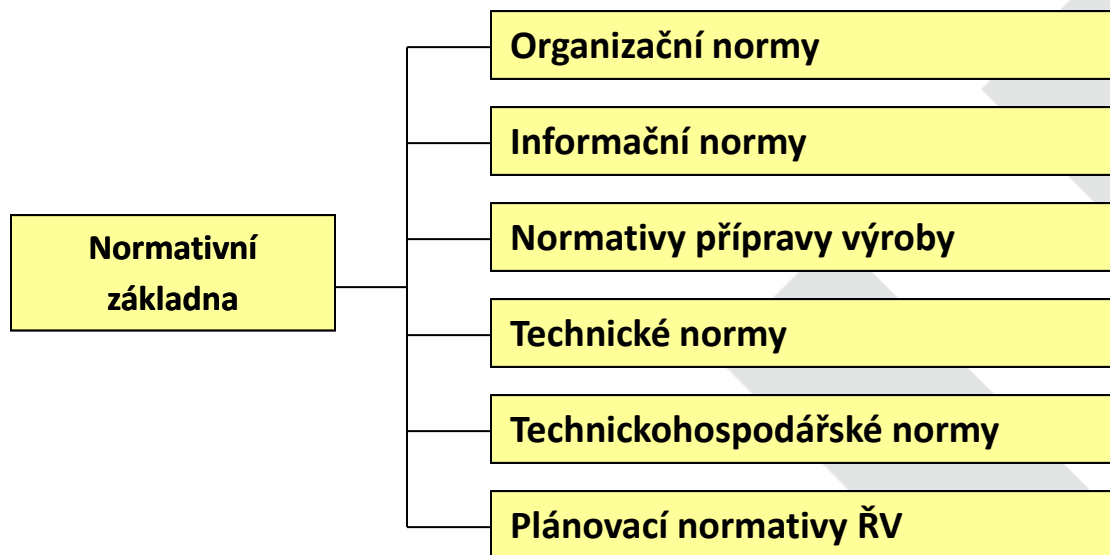 Organizační normy
Informační normy
Normativy přípravy výroby
Normativní
základna
Technické normy
Technickohospodářské normy
Plánovací normativy ŘV